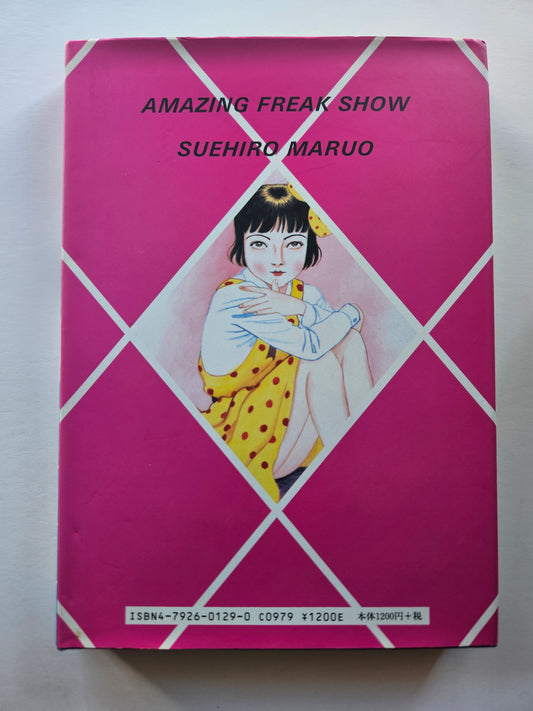 AMAZING FREAK SHOW
SUEHIRO MARUO
ISBN4-7926-0129-0 C0979 ¥1200E 本体1200円+税